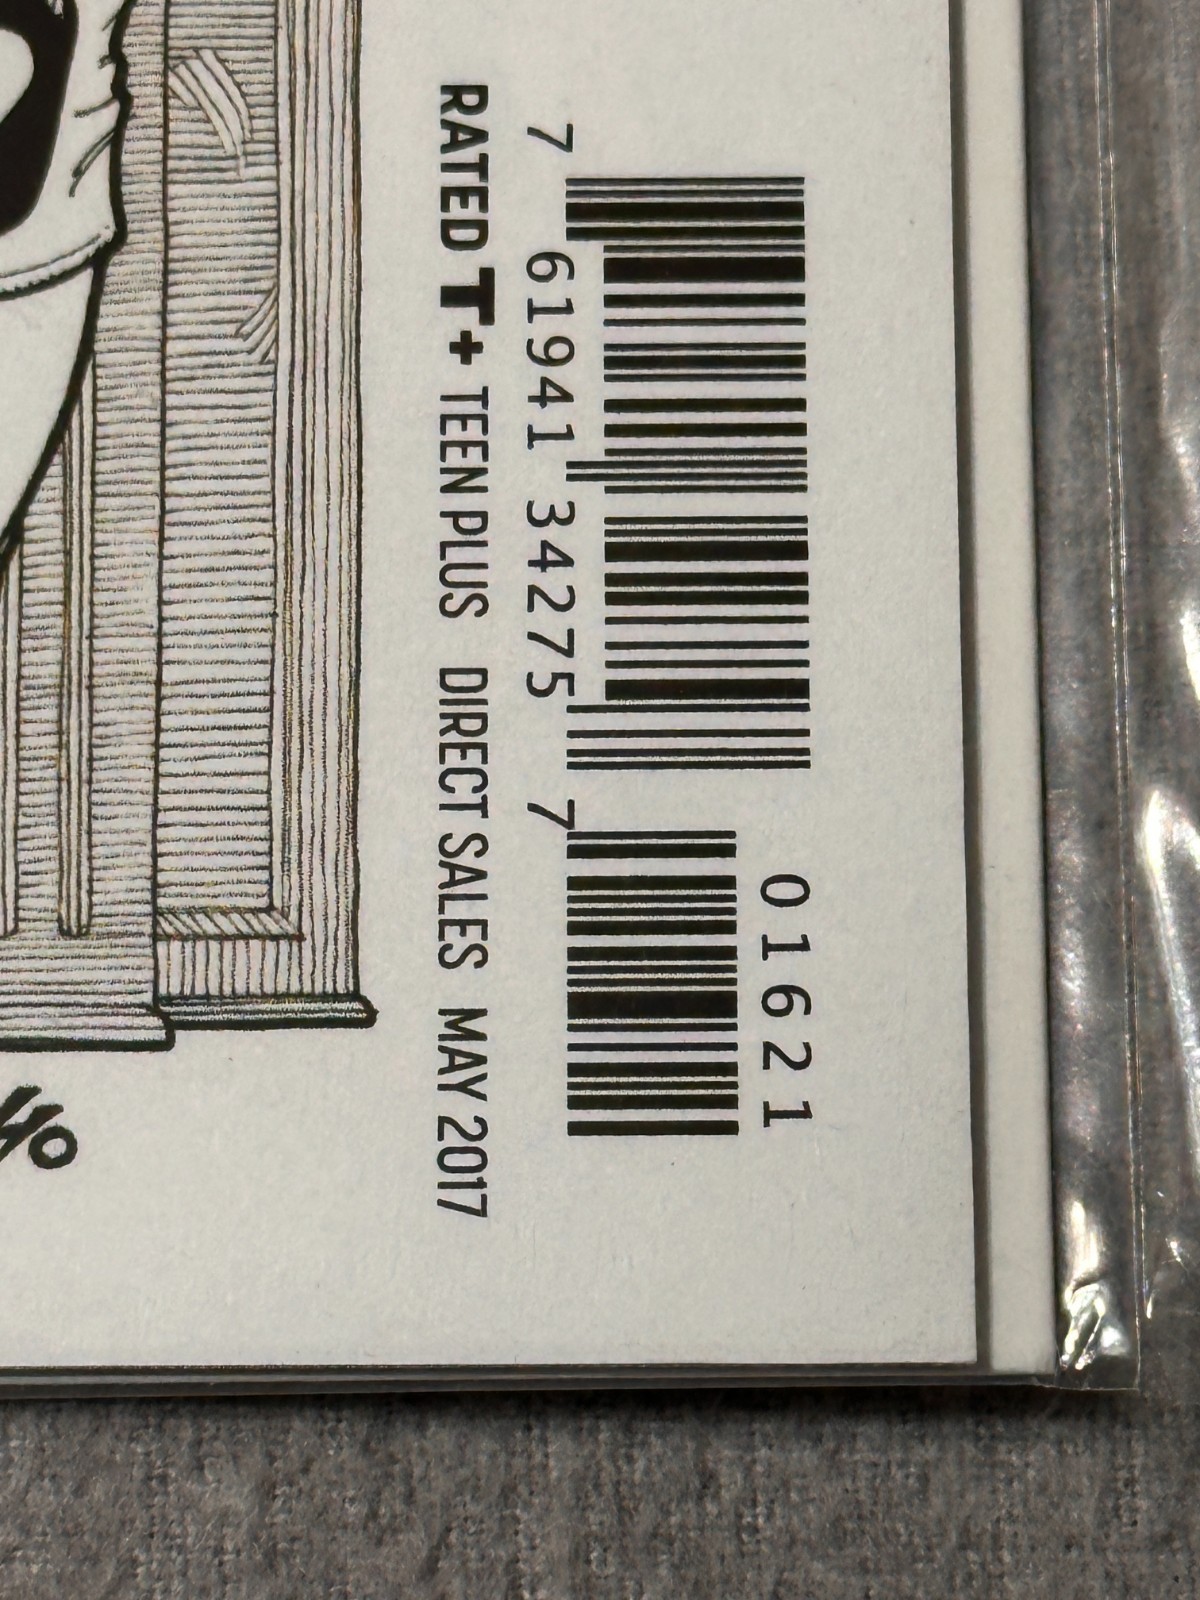 RATED T+ TEEN PLUS DIRECT SALES MAY 2017
7 61941 34275 7
01621